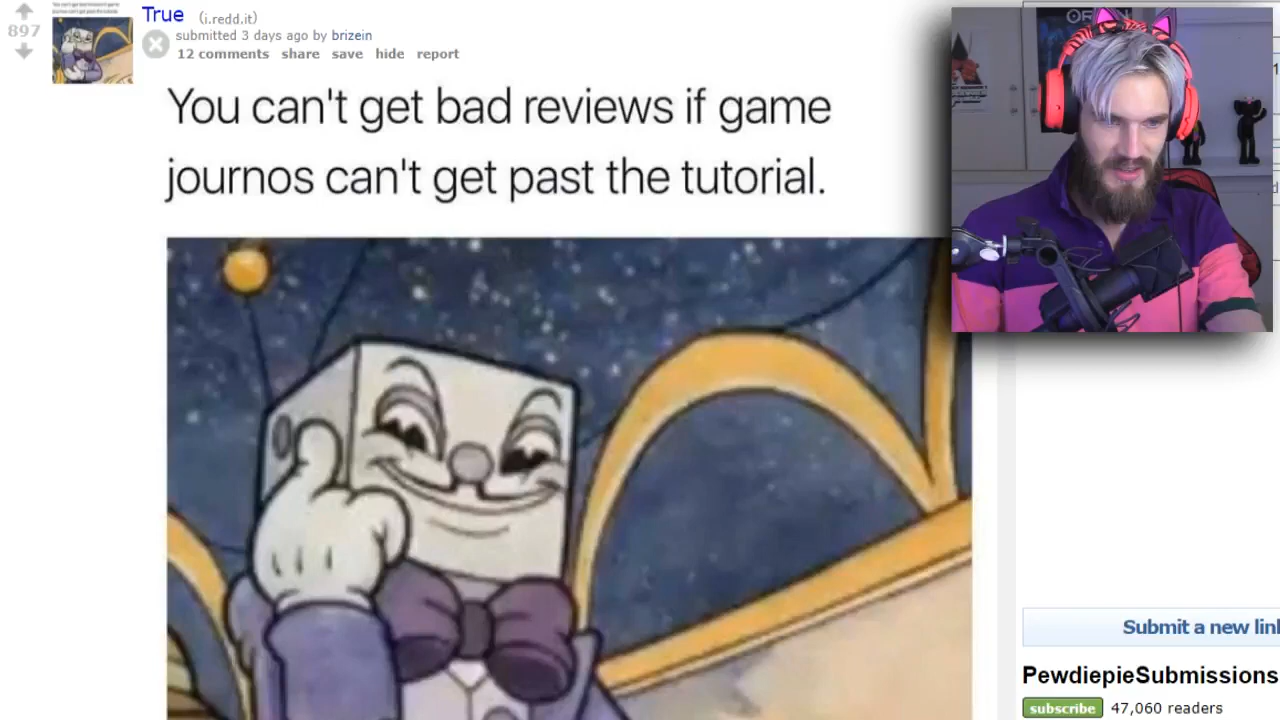 True (i.redd.it)
897
submitted 3 days ago by brizein
12 comments share save hide report
You can't get bad reviews if game
journos can't get past the tutorial.
Submit a new link
PewdiepieSubmissions
subscribe 47,060 readers